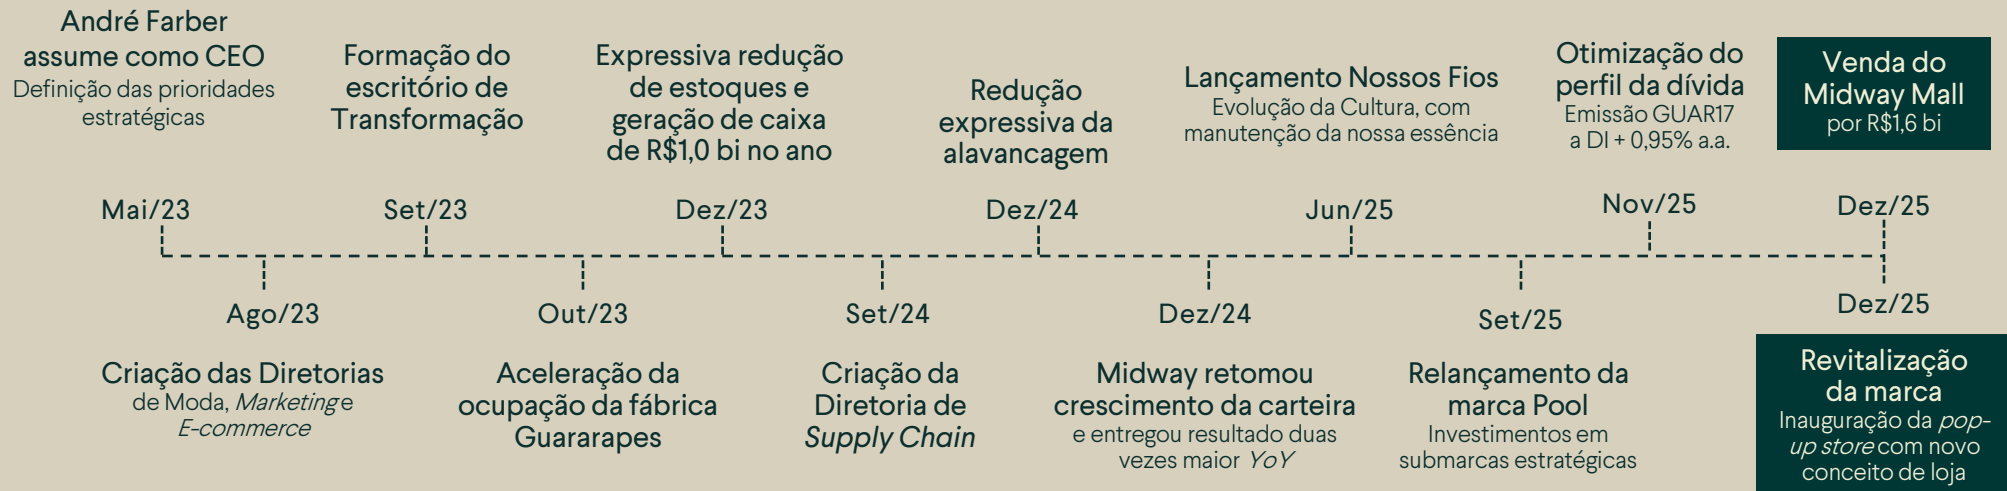 André Farber
assume como CEO
Definição das prioridades
estratégicas
Mai/23
Formação do
escritório de
Transformação
Set/23
Expressiva redução
de estoques e
geração de caixa
de R$1,0 bi no ano
Dez/23
Redução
expressiva da
alavancagem
Dez/24
Lançamento Nossos Fios
Evolução da Cultura, com
manutenção da nossa essência
Jun/25
Otimização do
perfil da dívida
Emissão GUAR17
a DI + 0,95% a.a.
Nov/25
Venda do
Midway Mall
por R$1,6 bi
Dez/25
Ago/23
Criação das Diretorias
de Moda, Marketing e
E-commerce
Out/23
Aceleração da
ocupação da fábrica
Guararapes
Set/24
Criação da
Diretoria de
Supply Chain
Dez/24
Midway retomou
crescimento da carteira
e entregou resultado duas
vezes maior YoY
Set/25
Relançamento da
marca Pool
Investimentos em
submarcas estratégicas
Dez/25
Revitalização
da marca
Inauguração da pop-
up store com novo
conceito de loja